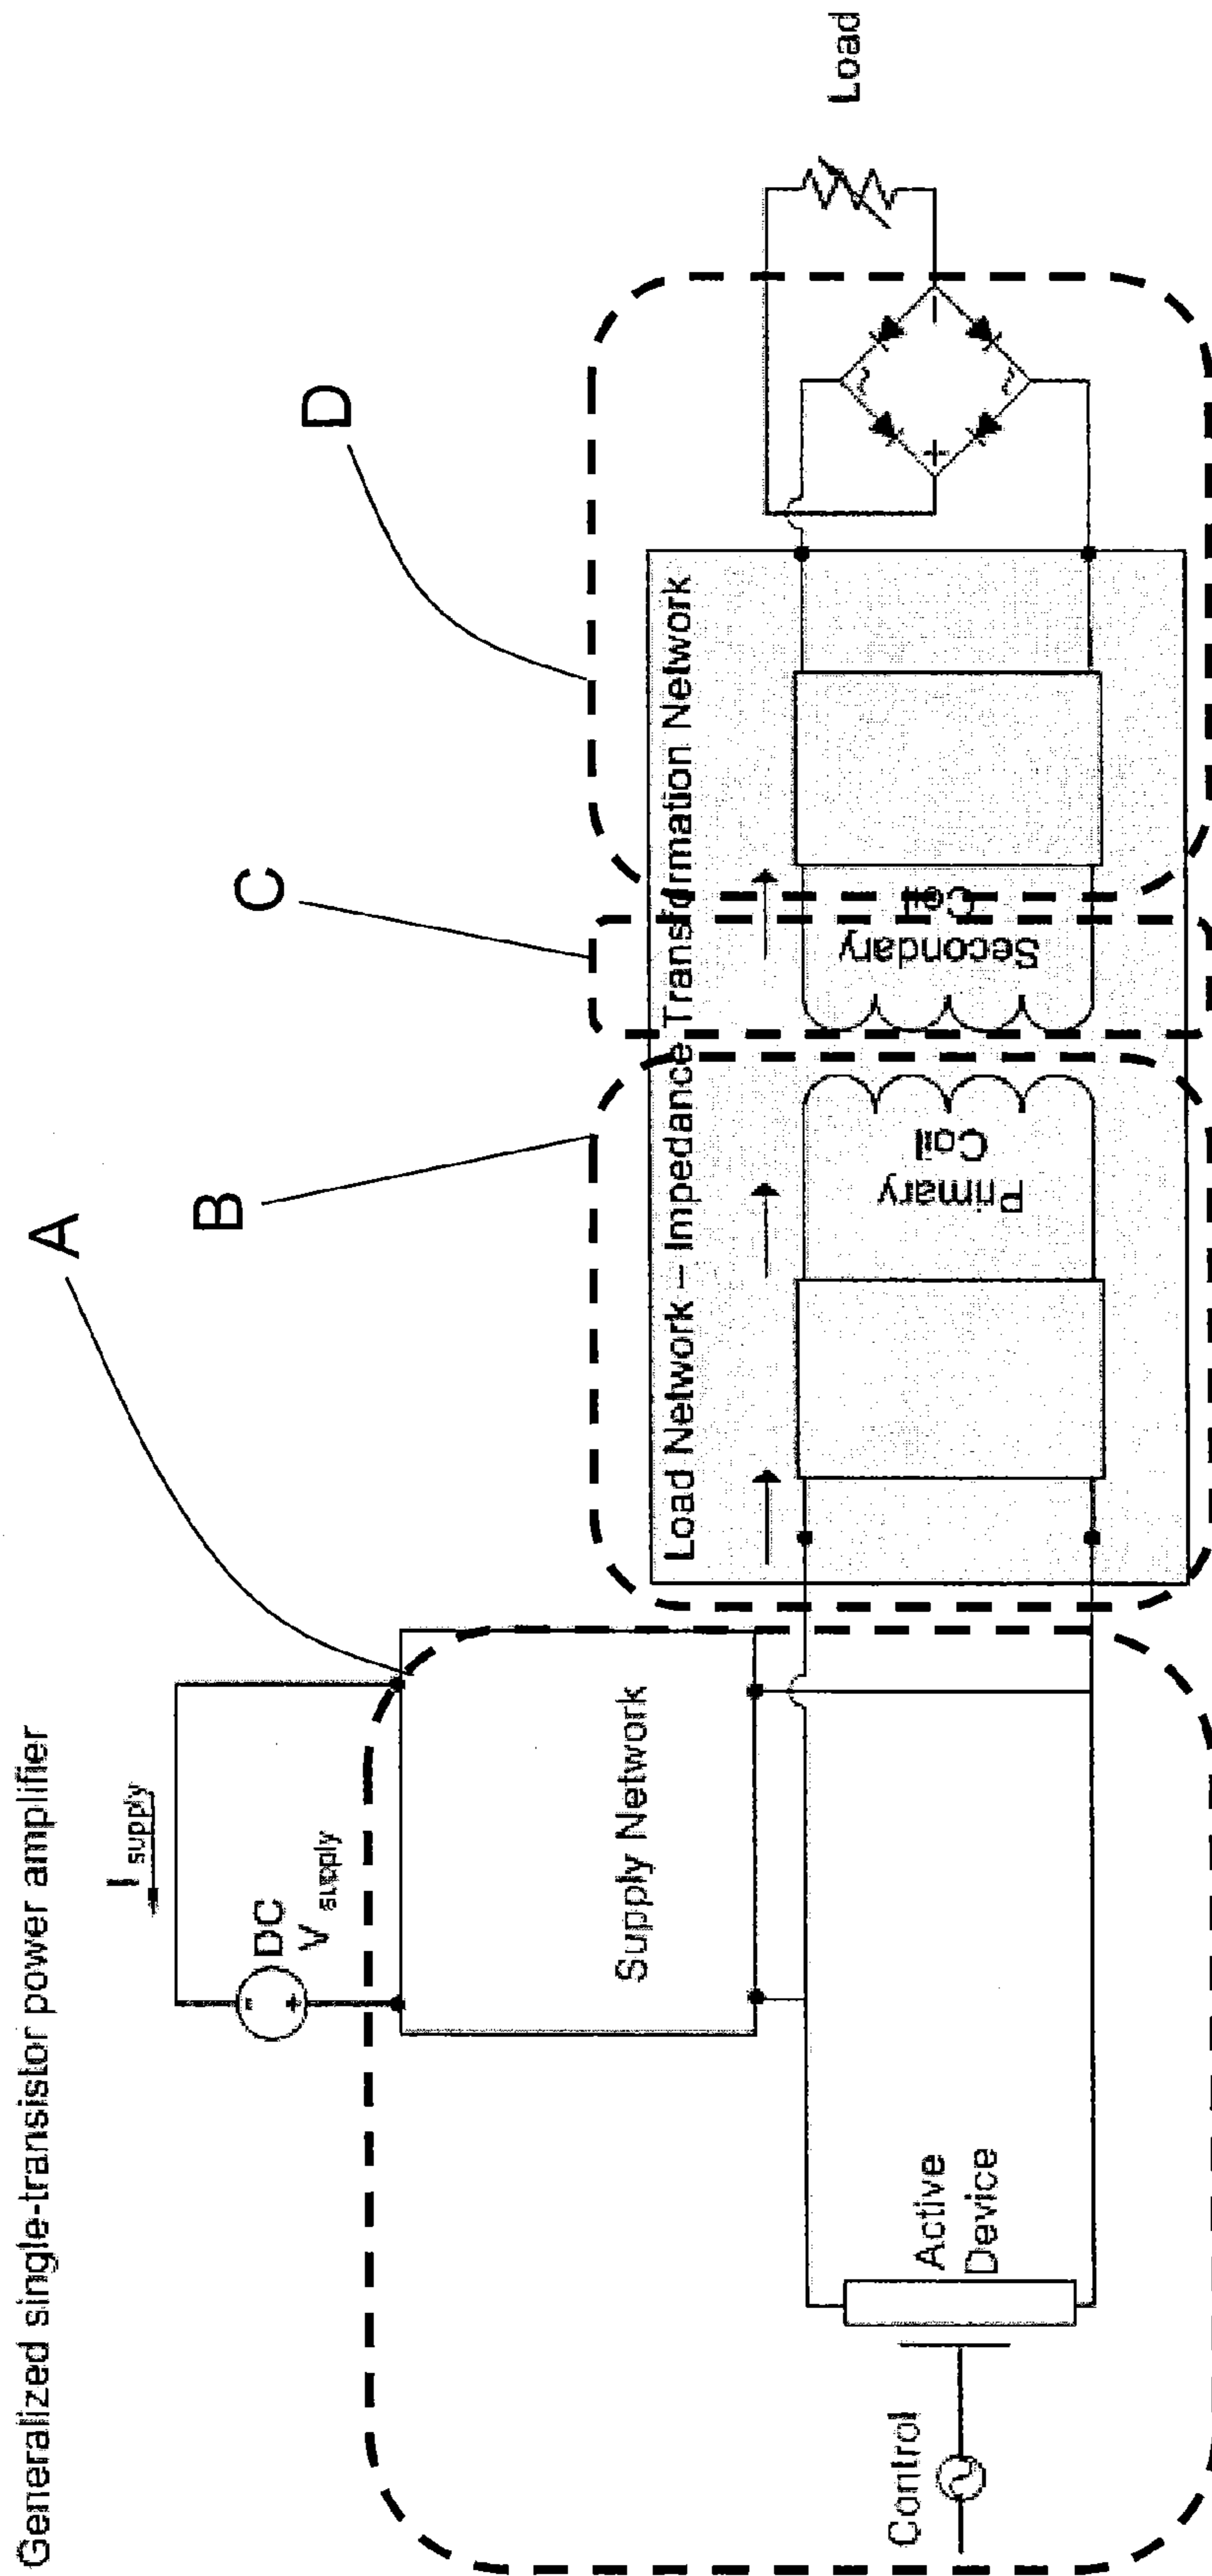 Generalized single-transistor power amplifier
I supply
DC
V supply
A
B
C
D
Supply Network
Load Network – Impedance Transformation Network
Load
Control
Active
Device
Primary
Coil
Secondary
Coil
- +
+ ~ ~ −